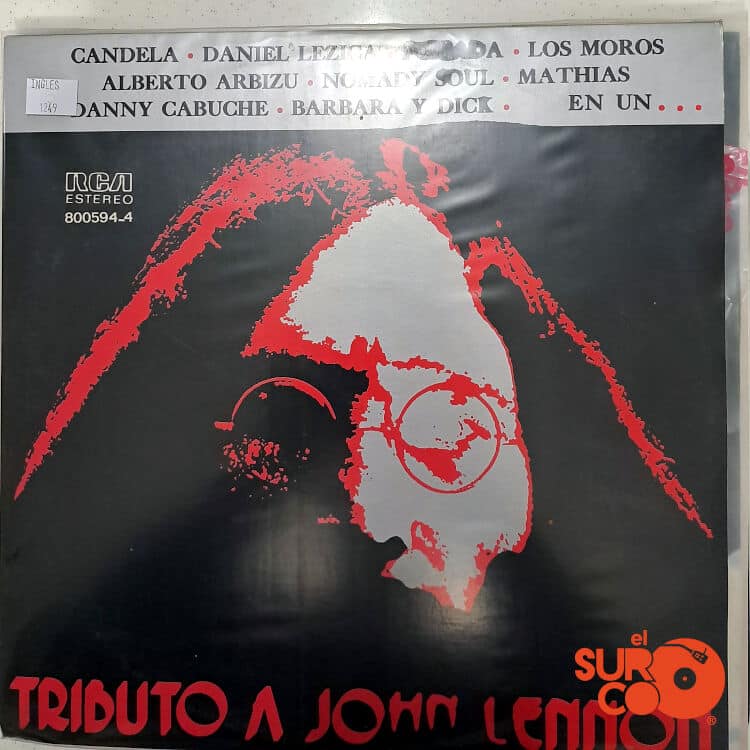 CANDELA • DANIEL LEZICA • DA • LOS MOROS
ALBERTO ARBIZU • NOMADY SOUL • MATHIAS
DANNY CABUCHE • BARBARA Y DICK • EN UN...
INGLES
1249
RCA
ESTEREO
800594-4
TRIBUTO A JOHN LENNON
el
SURCO
®